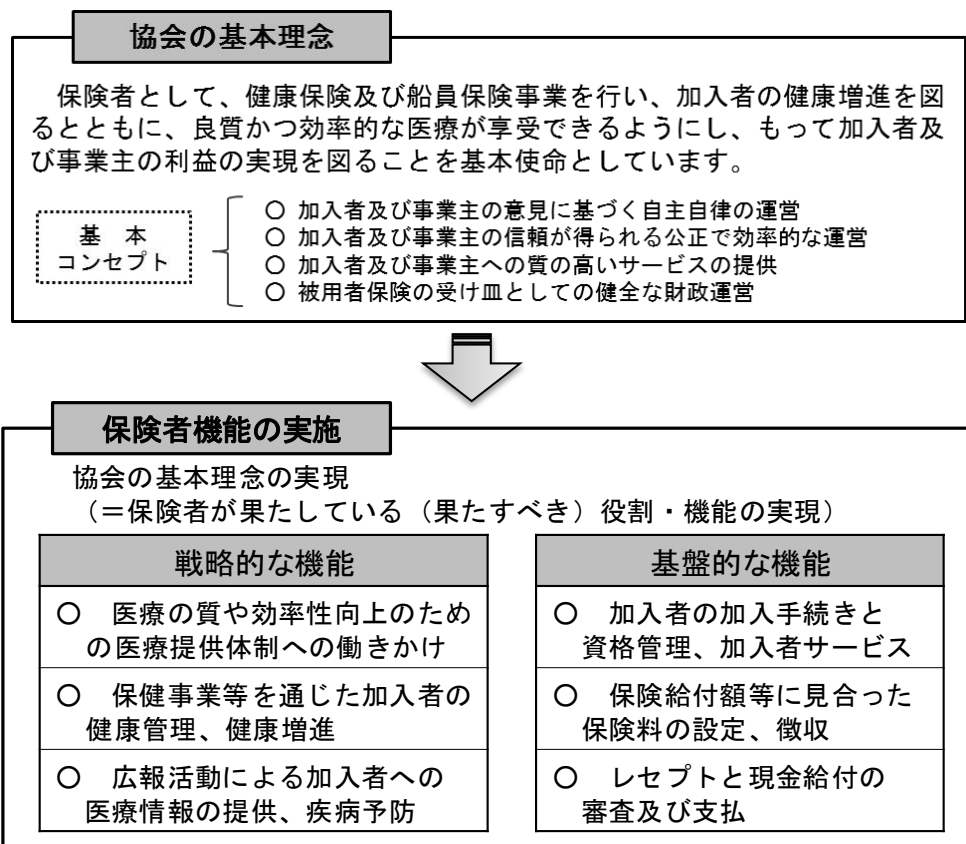 協会の基本理念
保険者として、健康保険及び船員保険事業を行い、加入者の健康増進を図
るとともに、良質かつ効率的な医療が享受できるようにし、もって加入者及
び事業主の利益の実現を図ることを基本使命としています。
基 本
コンセプト
○ 加入者及び事業主の意見に基づく自主自律の運営
○ 加入者及び事業主の信頼が得られる公正で効率的な運営
○ 加入者及び事業主への質の高いサービスの提供
○ 被用者保険の受け皿としての健全な財政運営
保険者機能の実施
協会の基本理念の実現
（＝保険者が果たしている（果たすべき）役割・機能の実現）
戦略的な機能
○ 医療の質や効率性向上のため
の医療提供体制への働きかけ
○ 保健事業等を通じた加入者の
健康管理、健康増進
○ 広報活動による加入者への
医療情報の提供、疾病予防
基盤的な機能
○ 加入者の加入手続きと
資格管理、加入者サービス
○ 保険給付額等に見合った
保険料の設定、徴収
○ レセプトと現金給付の
審査及び支払